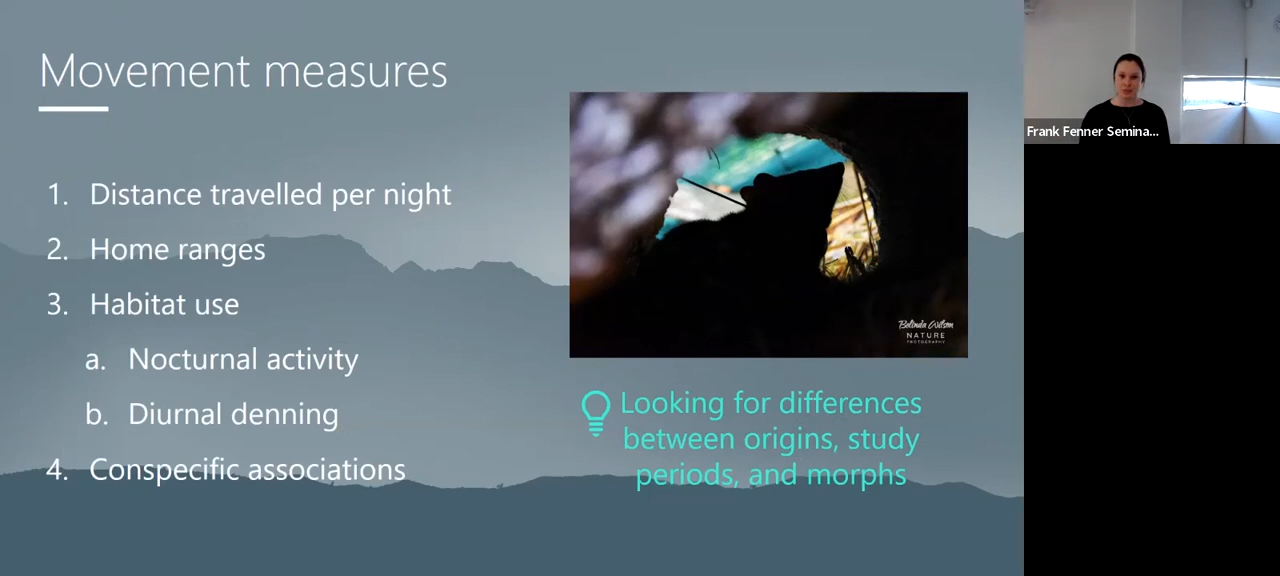 Movement measures
1. Distance travelled per night
2. Home ranges
3. Habitat use
a. Nocturnal activity
b. Diurnal denning
4. Conspecific associations
Belinda Wilson
NATURE
PHOTOGRAPHY
Looking for differences
between origins, study
periods, and morphs
Frank Fenner Semina...